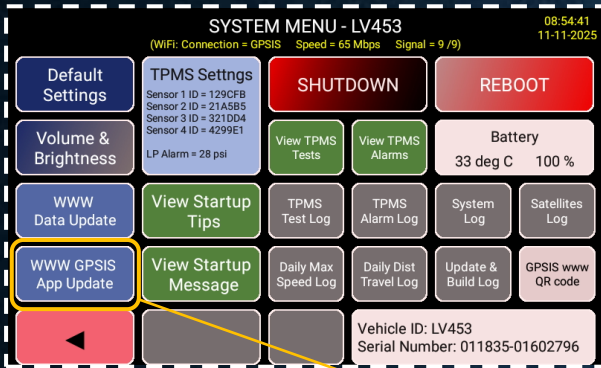 SYSTEM MENU - LV453
(WiFi: Connection = GPSIS Speed = 65 Mbps Signal = 9 /9)
08:54:41
11-11-2025
Default
Settings
TPMS Settngs
Sensor 1 ID = 129CFB
Sensor 2 ID = 21A5B5
Sensor 3 ID = 321DD4
Sensor 4 ID = 4299E1
LP Alarm = 28 psi
SHUTDOWN
REBOOT
Volume &
Brightness
View TPMS
Tests
View TPMS
Alarms
Battery
33 deg C 100 %
WWW
Data Update
View Startup
Tips
TPMS
Test Log
TPMS
Alarm Log
System
Log
Satellites
Log
WWW GPSIS
App Update
View Startup
Message
Daily Max
Speed Log
Daily Dist
Travel Log
Update &
Build Log
GPSIS www
QR code
Vehicle ID: LV453
Serial Number: 011835-01602796